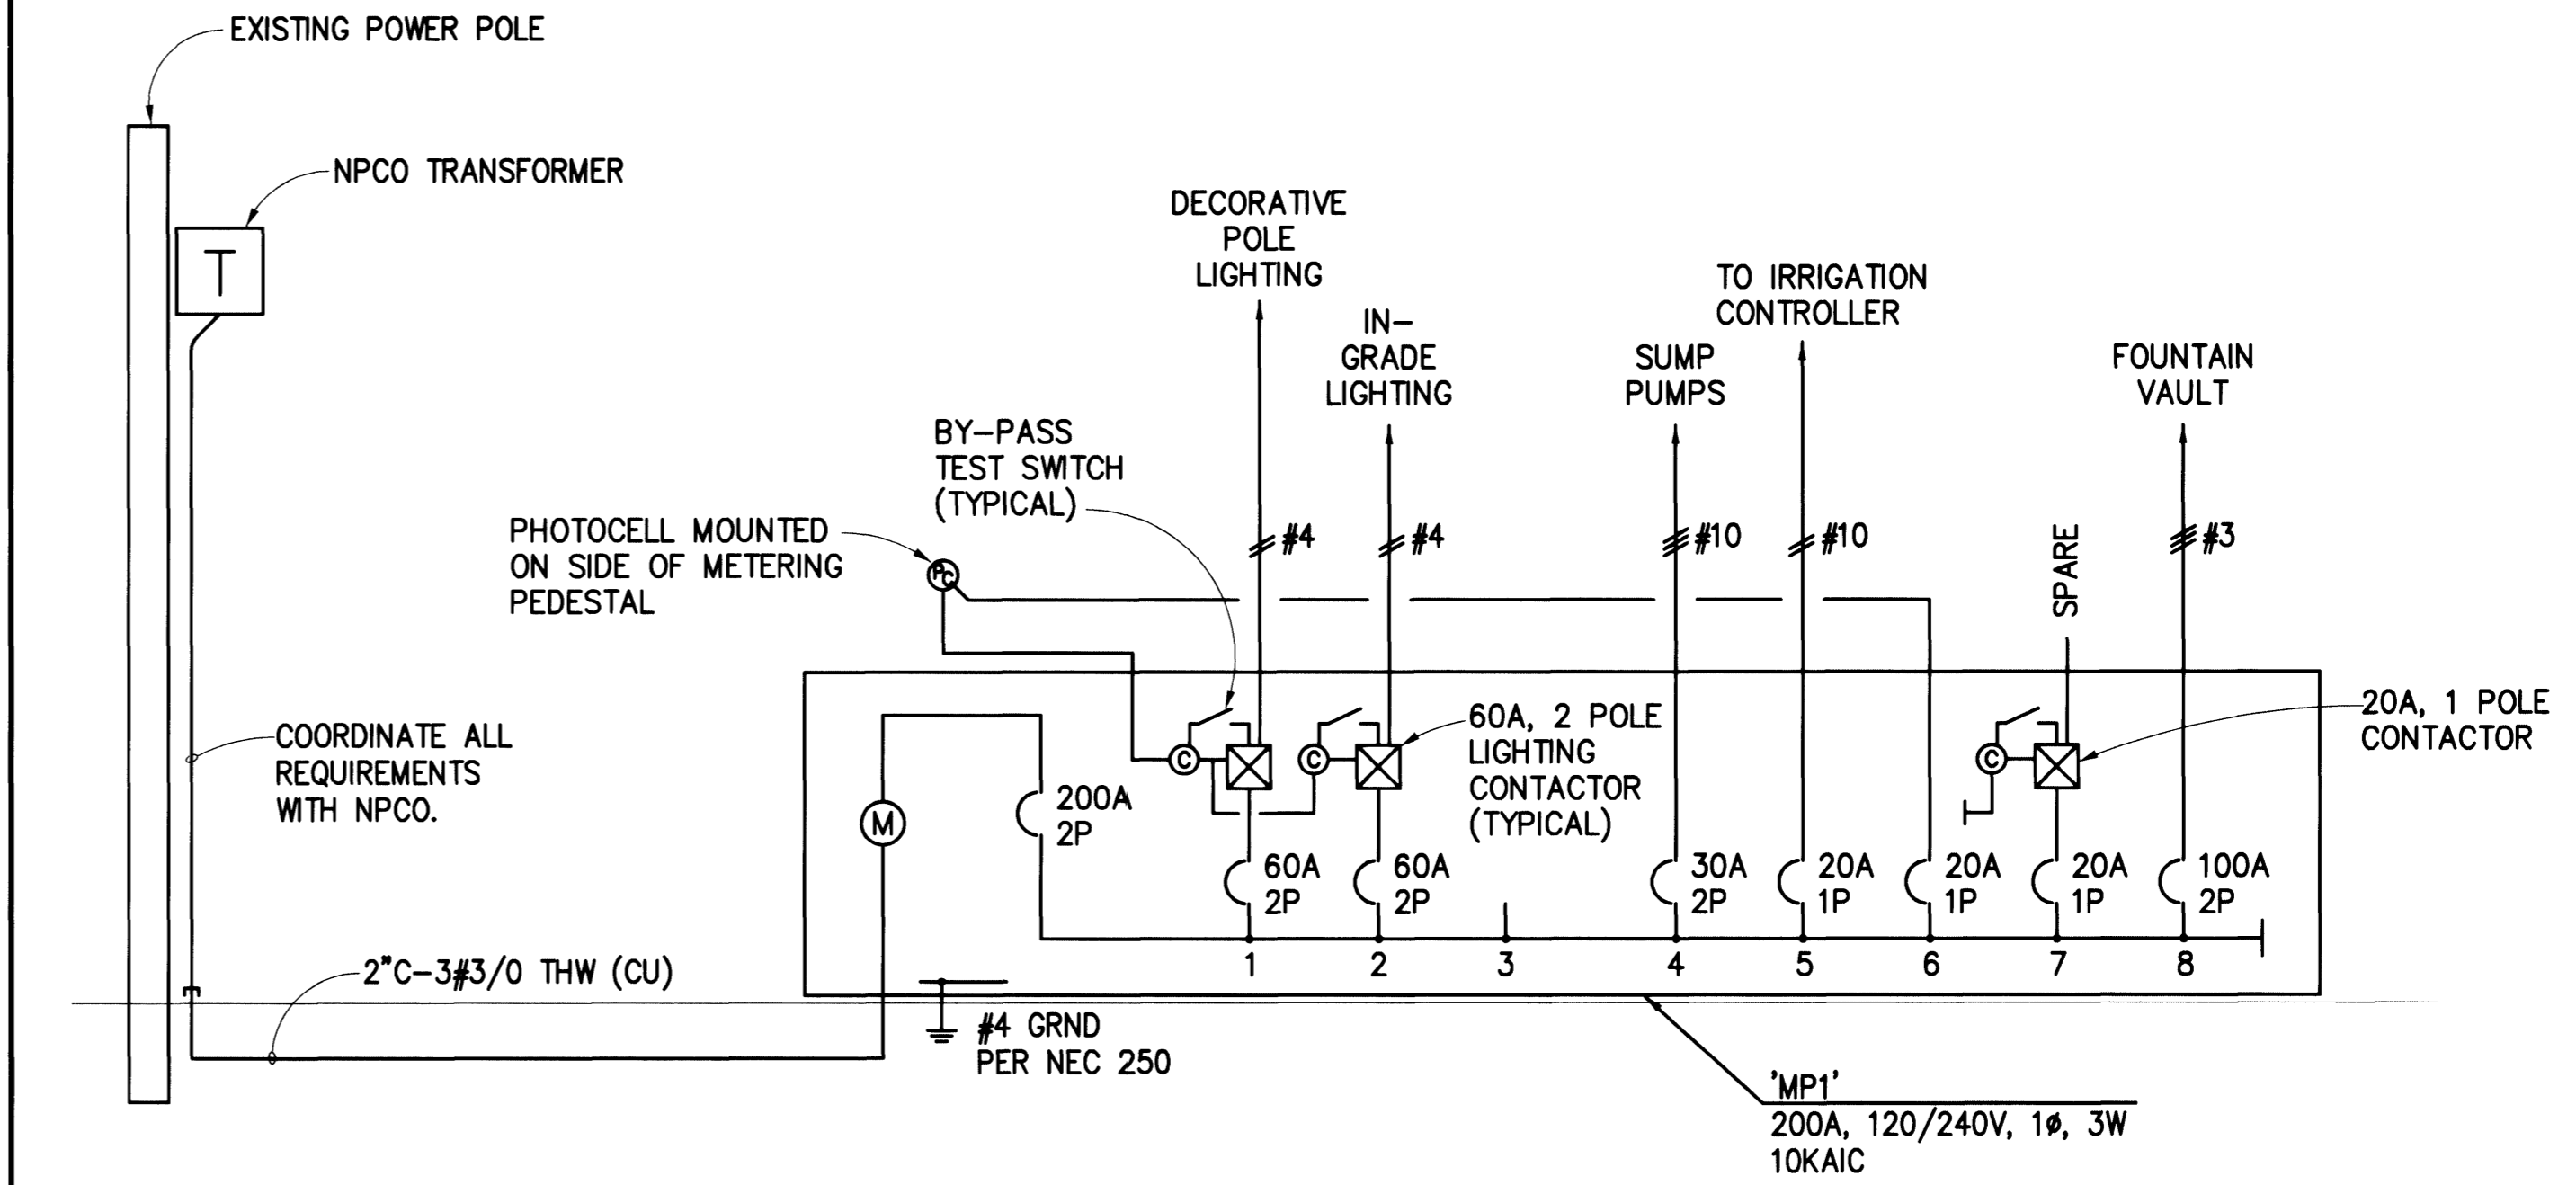 EXISTING POWER POLE
NPCO TRANSFORMER
T
DECORATIVE
POLE
LIGHTING
IN-
GRADE
LIGHTING
SUMP
PUMPS
TO IRRIGATION
CONTROLLER
FOUNTAIN
VAULT
BY-PASS
TEST SWITCH
(TYPICAL)
PHOTOCELL MOUNTED
ON SIDE OF METERING
PEDESTAL
PC
#4
#4
#10
#10
SPARE
#3
COORDINATE ALL
REQUIREMENTS
WITH NPCO.
M
200A
2P
C
C
60A, 2 POLE
LIGHTING
CONTACTOR
(TYPICAL)
C
20A, 1 POLE
CONTACTOR
60A
2P
60A
2P
30A
2P
20A
1P
20A
1P
20A
1P
100A
2P
1 2 3 4 5 6 7 8
2"C-3#3/0 THW (CU)
#4 GRND
PER NEC 250
'MP1'
200A, 120/240V, 1ø, 3W
10KAIC